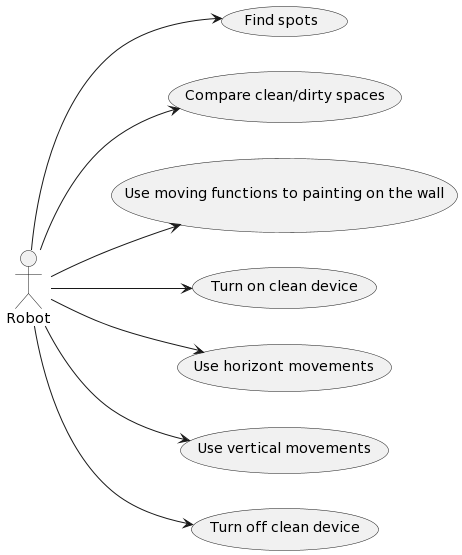 Find spots
Compare clean/dirty spaces
Use moving functions to painting on the wall
Turn on clean device
Robot
Use horizont movements
Use vertical movements
Turn off clean device